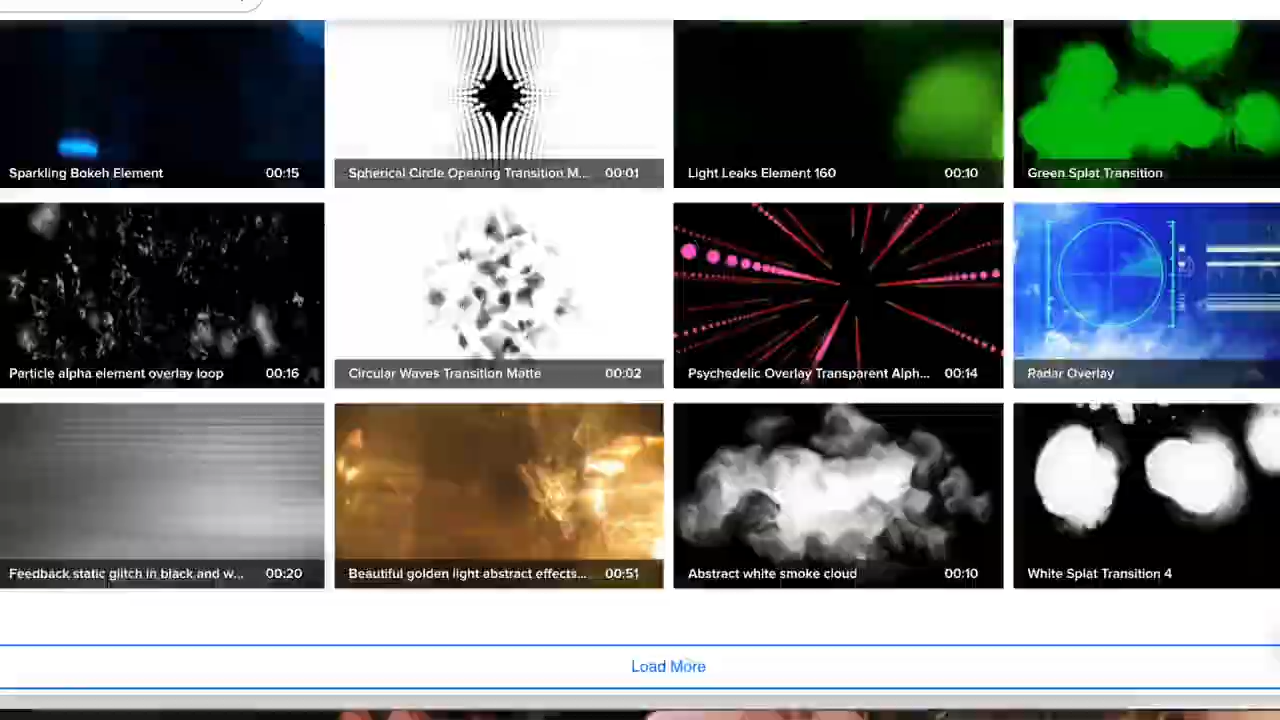 Sparkling Bokeh Element 00:15
Spherical Circle Opening Transition M... 00:01
Light Leaks Element 160 00:10
Green Splat Transition
Particle alpha element overlay loop 00:16
Circular Waves Transition Matte 00:02
Psychedelic Overlay Transparent Alph... 00:14
Radar Overlay
Feedback static glitch in black and w... 00:20
Beautiful golden light abstract effects... 00:51
Abstract white smoke cloud 00:10
White Splat Transition 4
Load More